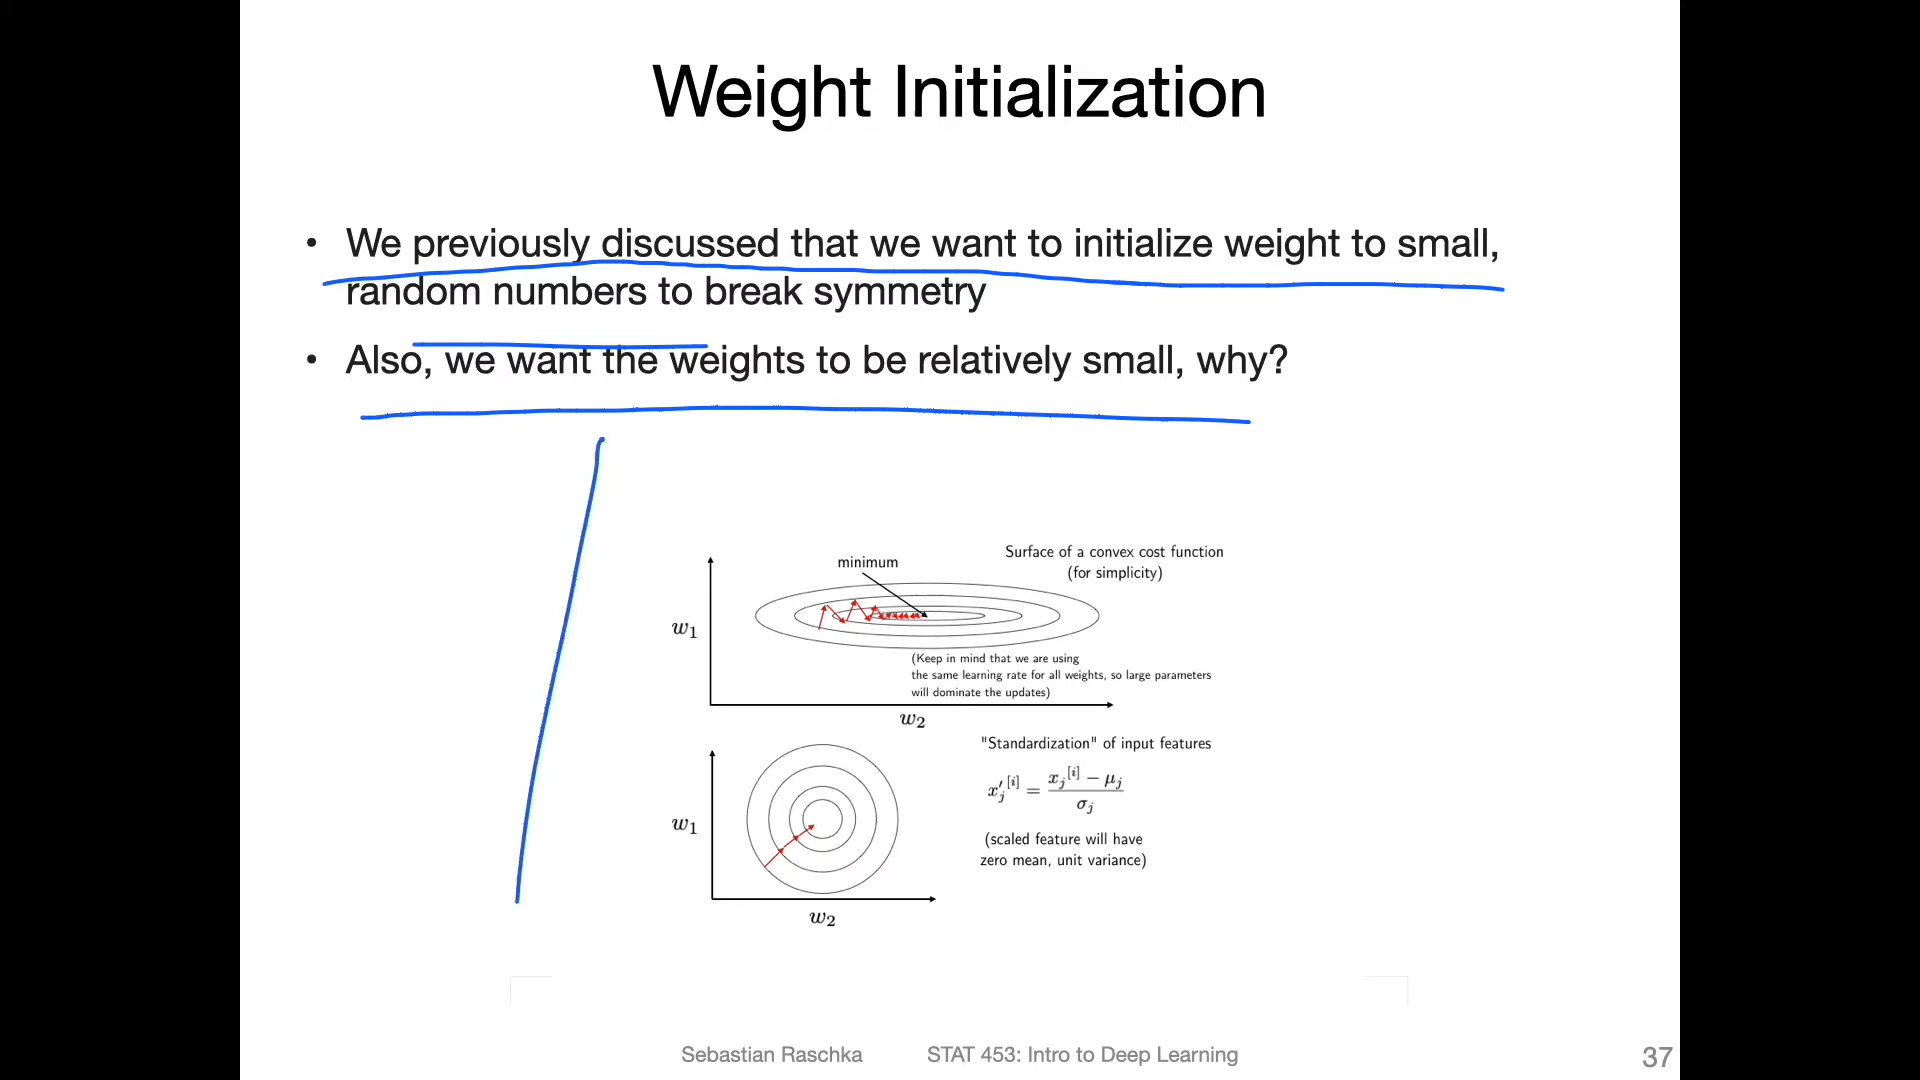 Weight Initialization
• We previously discussed that we want to initialize weight to small,
random numbers to break symmetry
• Also, we want the weights to be relatively small, why?
Surface of a convex cost function
(for simplicity)
minimum
w₁
(Keep in mind that we are using
the same learning rate for all weights, so large parameters
will dominate the updates)
w₂
"Standardization" of input features
x′ⱼ^[i] = (xⱼ^[i] − μⱼ) / σⱼ
w₁
(scaled feature will have
zero mean, unit variance)
w₂
Sebastian Raschka STAT 453: Intro to Deep Learning 37